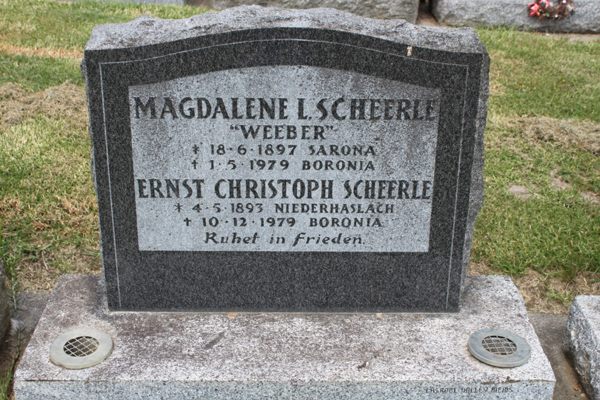 MAGDALENE L. SCHEERLE
"WEEBER"
* 18·6·1897 SARONA
† 1·5·1979 BORONIA
ERNST CHRISTOPH SCHEERLE
* 4·5·1893 NIEDERHASLACH
† 10·12·1979 BORONIA
Ruhet in Frieden.